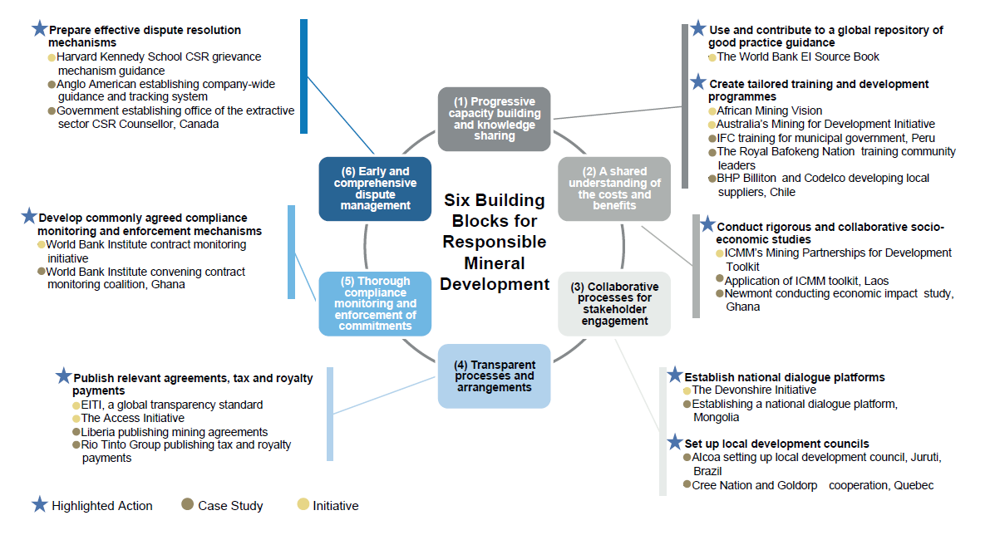 Prepare effective dispute resolution
mechanisms
Harvard Kennedy School CSR grievance
mechanism guidance
Anglo American establishing company-wide
guidance and tracking system
Government establishing office of the extractive
sector CSR Counsellor, Canada
Develop commonly agreed compliance
monitoring and enforcement mechanisms
World Bank Institute contract monitoring
initiative
World Bank Institute convening contract
monitoring coalition, Ghana
Publish relevant agreements, tax and royalty
payments
EITI, a global transparency standard
The Access Initiative
Liberia publishing mining agreements
Rio Tinto Group publishing tax and royalty
payments
(1) Progressive
capacity building
and knowledge
sharing
(2) A shared
understanding of
the costs and
benefits
(3) Collaborative
processes for
stakeholder
engagement
(4) Transparent
processes and
arrangements
(5) Thorough
compliance
monitoring and
enforcement of
commitments
(6) Early and
comprehensive
dispute
management
Six Building
Blocks for
Responsible
Mineral
Development
Use and contribute to a global repository of
good practice guidance
The World Bank EI Source Book
Create tailored training and development
programmes
African Mining Vision
Australia's Mining for Development Initiative
IFC training for municipal government, Peru
The Royal Bafokeng Nation training community
leaders
BHP Billiton and Codelco developing local
suppliers, Chile
Conduct rigorous and collaborative socio-
economic studies
ICMM's Mining Partnerships for Development
Toolkit
Application of ICMM toolkit, Laos
Newmont conducting economic impact study,
Ghana
Establish national dialogue platforms
The Devonshire Initiative
Establishing a national dialogue platform,
Mongolia
Set up local development councils
Alcoa setting up local development council, Juruti,
Brazil
Cree Nation and Goldorp cooperation, Quebec
Highlighted Action
Case Study
Initiative